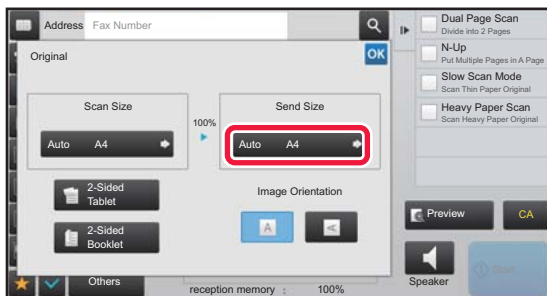 Address
Fax Number
Original
OK
Scan Size
Auto A4
100%
Send Size
Auto A4
2-Sided
Tablet
2-Sided
Booklet
Image Orientation
A
A
Others
reception memory : 100%
Dual Page Scan
Divide into 2 Pages
N-Up
Put Multiple Pages in A Page
Slow Scan Mode
Scan Thin Paper Original
Heavy Paper Scan
Scan Heavy Paper Original
Preview
CA
Speaker
Start